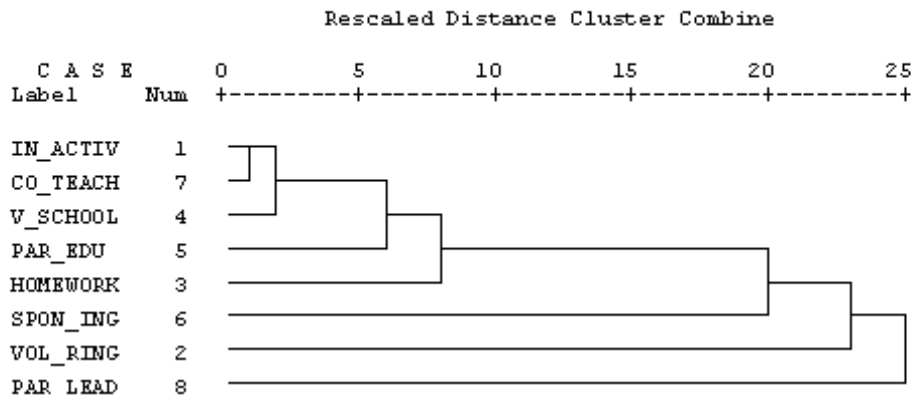 Rescaled Distance Cluster Combine
C A S E 0 5 10 15 20 25
Label Num +---------+---------+---------+---------+---------+
IN_ACTIV 1
CO_TEACH 7
V_SCHOOL 4
PAR_EDU 5
HOMEWORK 3
SPON_ING 6
VOL_RING 2
PAR LEAD 8